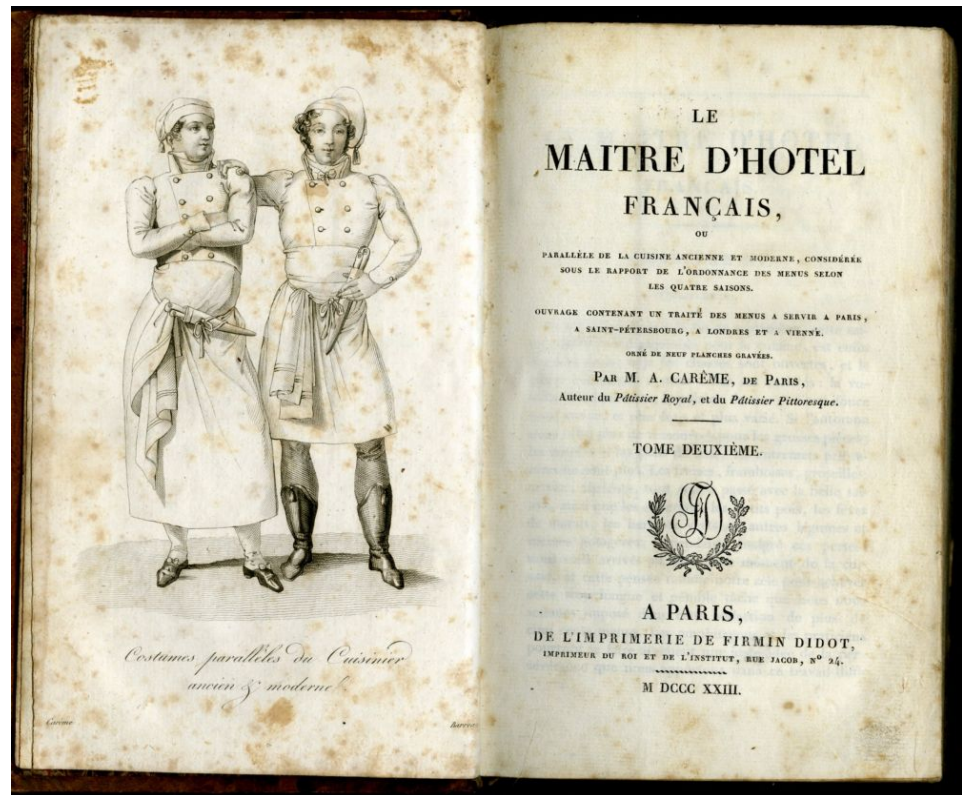 Costumes parallèles du Cuisinier
ancien & moderne
Carême
LE
MAITRE D'HOTEL
FRANÇAIS,
OU
PARALLÈLE DE LA CUISINE ANCIENNE ET MODERNE, CONSIDÉRÉE
SOUS LE RAPPORT DE L'ORDONNANCE DES MENUS SELON
LES QUATRE SAISONS.
OUVRAGE CONTENANT UN TRAITÉ DES MENUS A SERVIR A PARIS,
A SAINT-PÉTERSBOURG, A LONDRES ET A VIENNE.
ORNÉ DE NEUF PLANCHES GRAVÉES.
PAR M. A. CARÊME, DE PARIS,
Auteur du Pâtissier Royal, et du Pâtissier Pittoresque.
TOME DEUXIÈME.
FD
A PARIS,
DE L'IMPRIMERIE DE FIRMIN DIDOT,
IMPRIMEUR DU ROI ET DE L'INSTITUT, RUE JACOB, N° 24.
M DCCC XXIII.